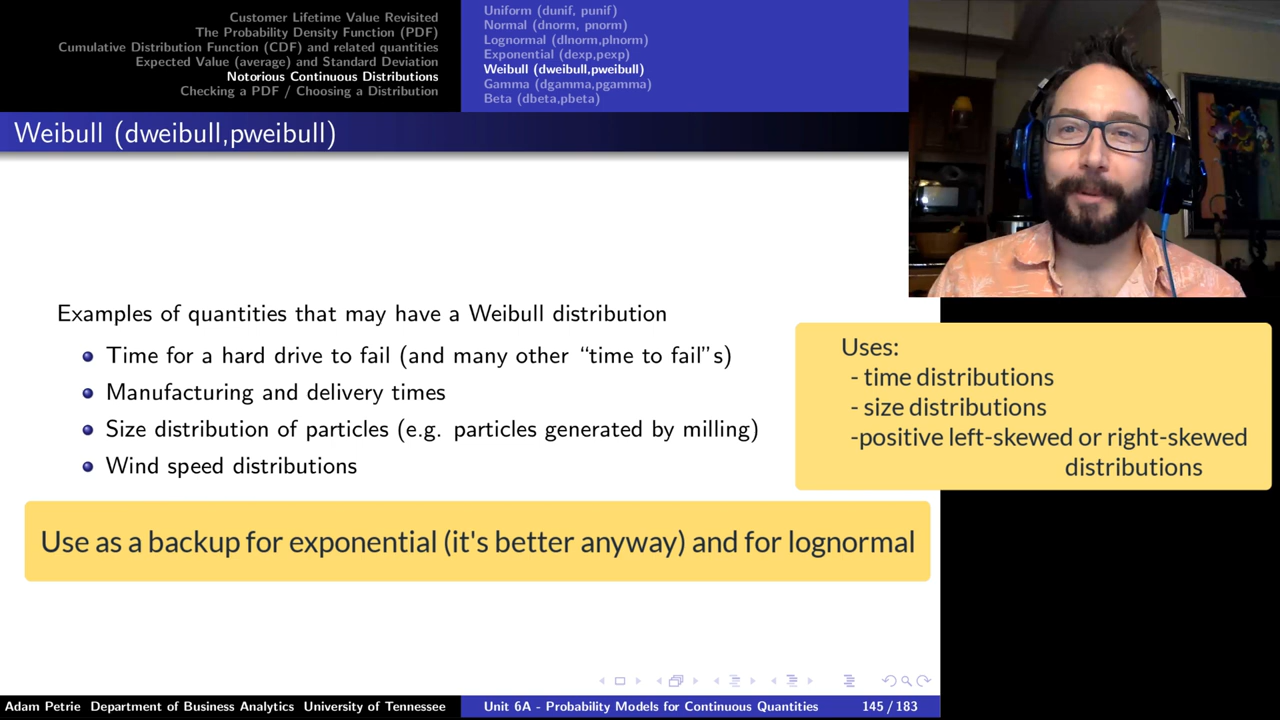 Customer Lifetime Value Revisited
The Probability Density Function (PDF)
Cumulative Distribution Function (CDF) and related quantities
Expected Value (average) and Standard Deviation
Notorious Continuous Distributions
Checking a PDF / Choosing a Distribution
Uniform (dunif, punif)
Normal (dnorm, pnorm)
Lognormal (dlnorm,plnorm)
Exponential (dexp,pexp)
Weibull (dweibull,pweibull)
Gamma (dgamma,pgamma)
Beta (dbeta,pbeta)
Weibull (dweibull,pweibull)
Examples of quantities that may have a Weibull distribution
Time for a hard drive to fail (and many other “time to fail”s)
Manufacturing and delivery times
Size distribution of particles (e.g. particles generated by milling)
Wind speed distributions
Uses:
- time distributions
- size distributions
-positive left-skewed or right-skewed
distributions
Use as a backup for exponential (it's better anyway) and for lognormal
Adam Petrie Department of Business Analytics University of Tennessee
Unit 6A - Probability Models for Continuous Quantities
145 / 183